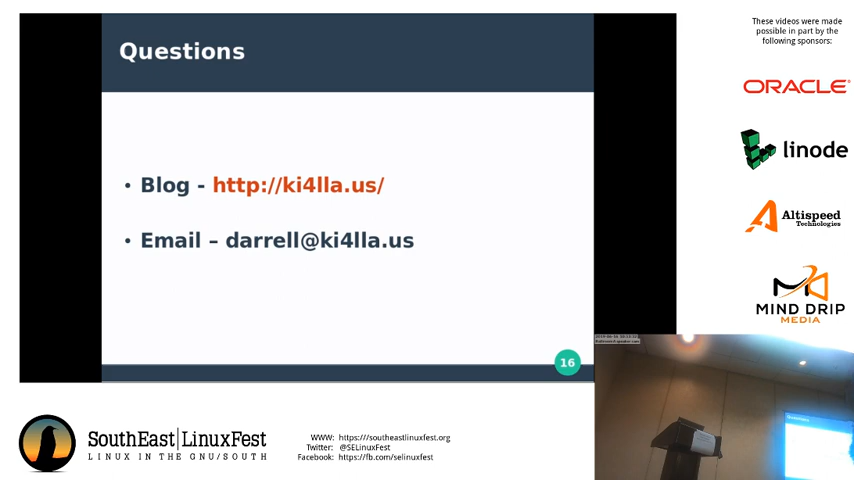 Questions
• Blog - http://ki4lla.us/
• Email – darrell@ki4lla.us
16
These videos were made
possible in part by the
following sponsors:
ORACLE
linode
Altispeed
Technologies
MIND DRIP
MEDIA
SouthEast|LinuxFest
LINUX IN THE GNU/SOUTH
WWW: https:///southeastlinuxfest.org
Twitter: @SELinuxFest
Facebook: https://fb.com/selinuxfest